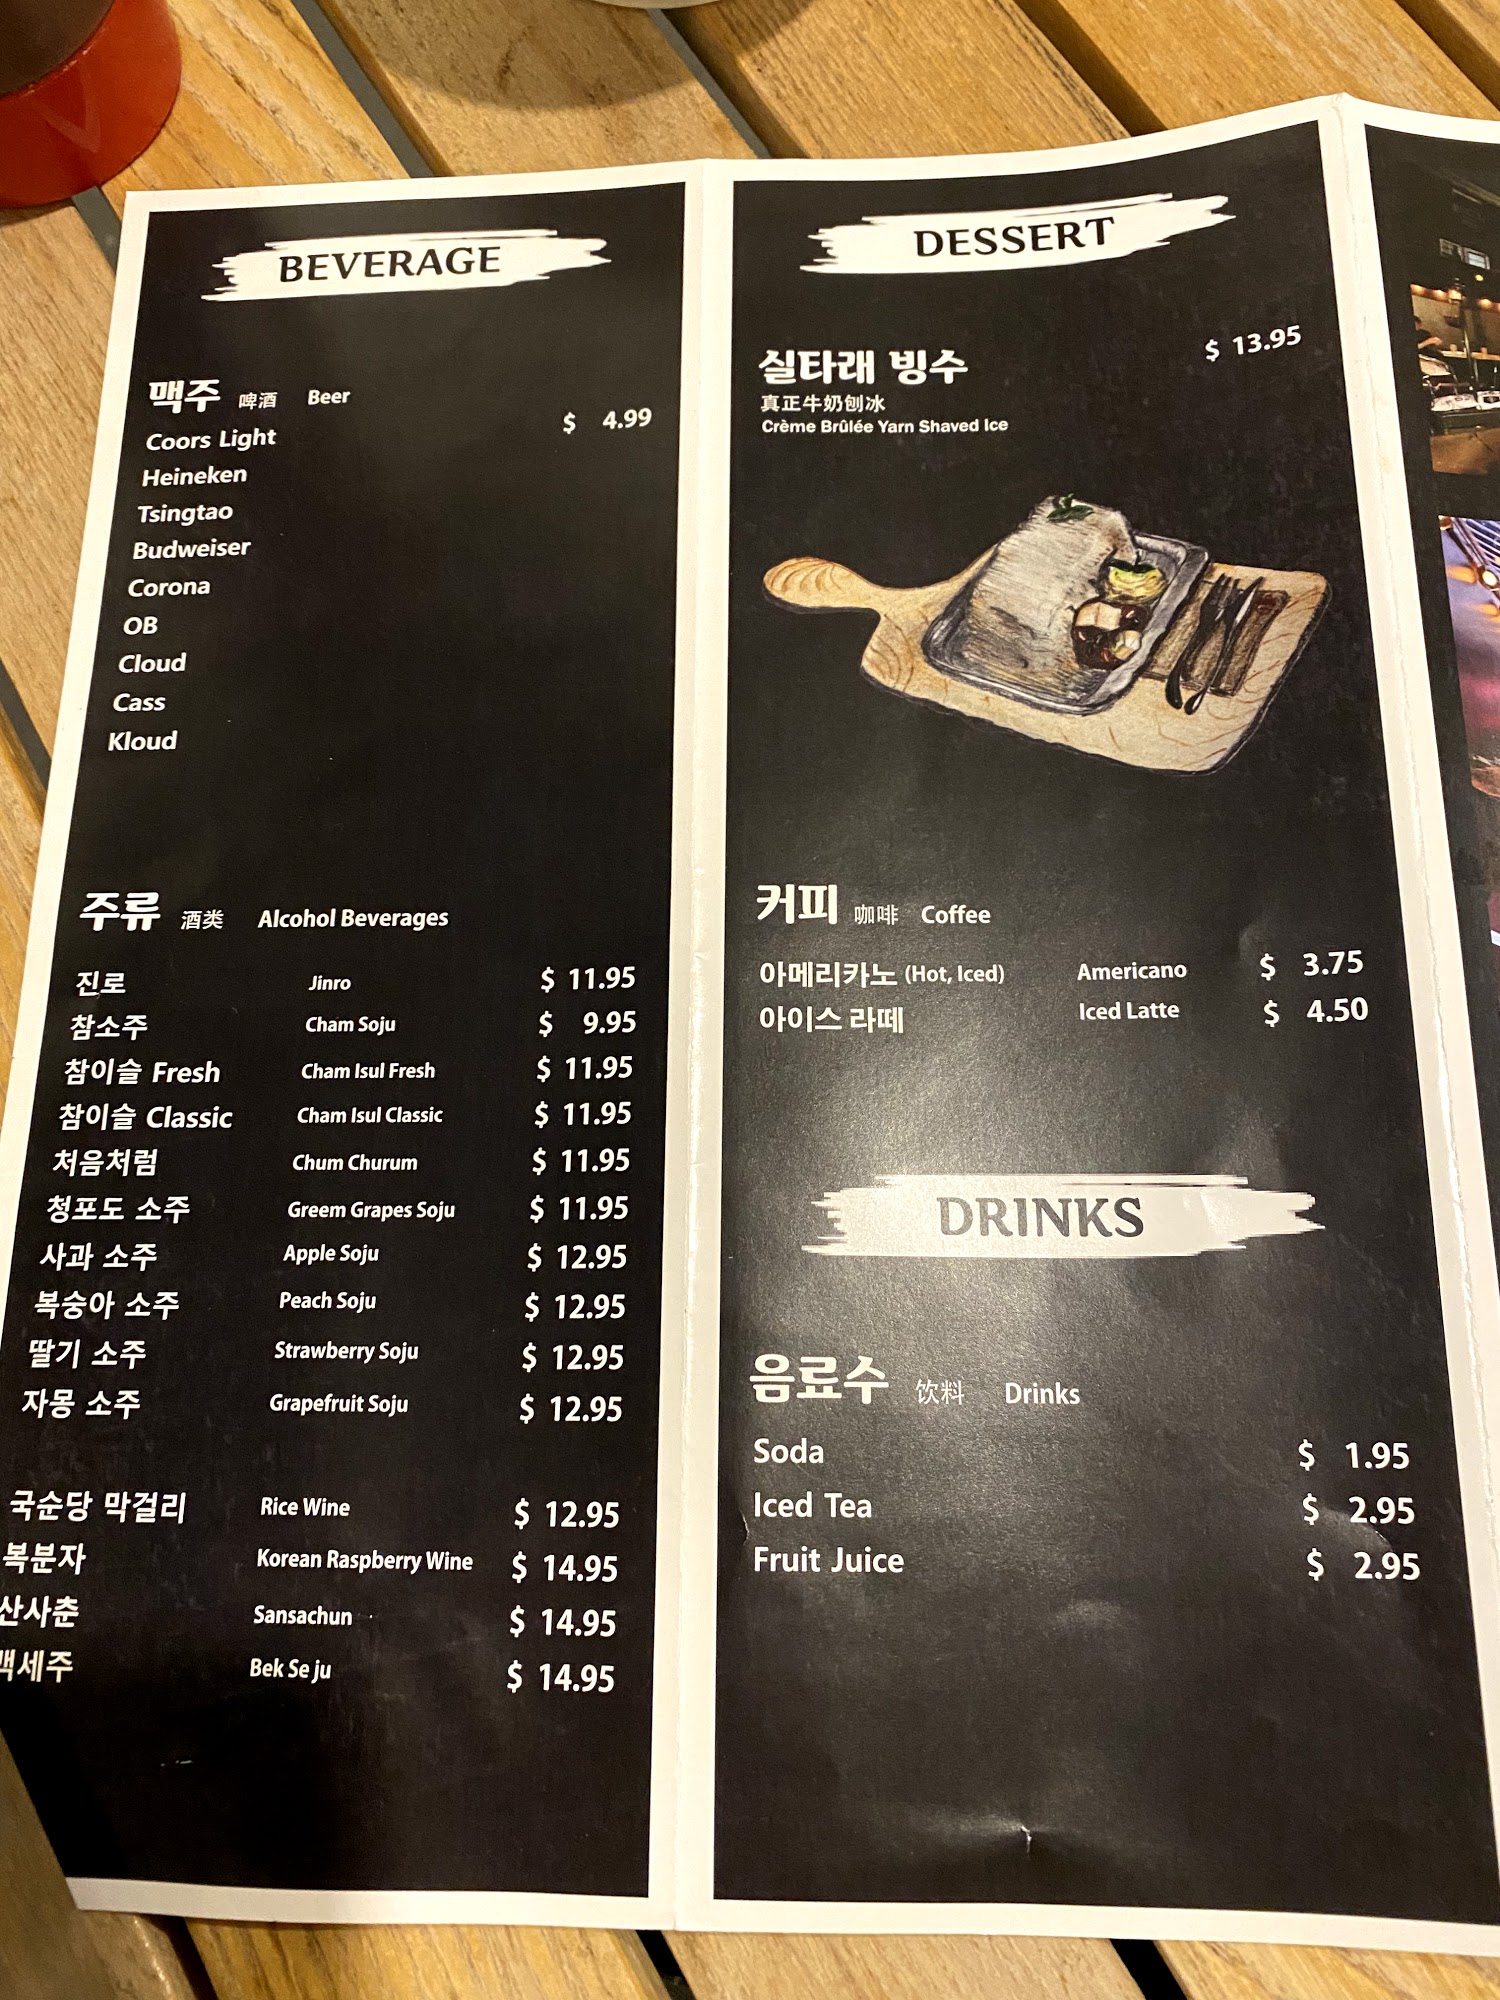 BEVERAGE
맥주 啤酒 Beer
$ 4.99
Coors Light
Heineken
Tsingtao
Budweiser
Corona
OB
Cloud
Cass
Kloud
주류 酒类 Alcohol Beverages
진로 Jinro $ 11.95
참소주 Cham Soju $ 9.95
참이슬 Fresh Cham Isul Fresh $ 11.95
참이슬 Classic Cham Isul Classic $ 11.95
처음처럼 Chum Churum $ 11.95
청포도 소주 Greem Grapes Soju $ 11.95
사과 소주 Apple Soju $ 12.95
복숭아 소주 Peach Soju $ 12.95
딸기 소주 Strawberry Soju $ 12.95
자몽 소주 Grapefruit Soju $ 12.95
국순당 막걸리 Rice Wine $ 12.95
복분자 Korean Raspberry Wine $ 14.95
산사춘 Sansachun $ 14.95
백세주 Bek Se ju $ 14.95
DESSERT
실타래 빙수 $ 13.95
真正牛奶刨冰
Crème Brûlée Yarn Shaved Ice
커피 咖啡 Coffee
아메리카노 (Hot, Iced) Americano $ 3.75
아이스 라떼 Iced Latte $ 4.50
DRINKS
음료수 饮料 Drinks
Soda $ 1.95
Iced Tea $ 2.95
Fruit Juice $ 2.95